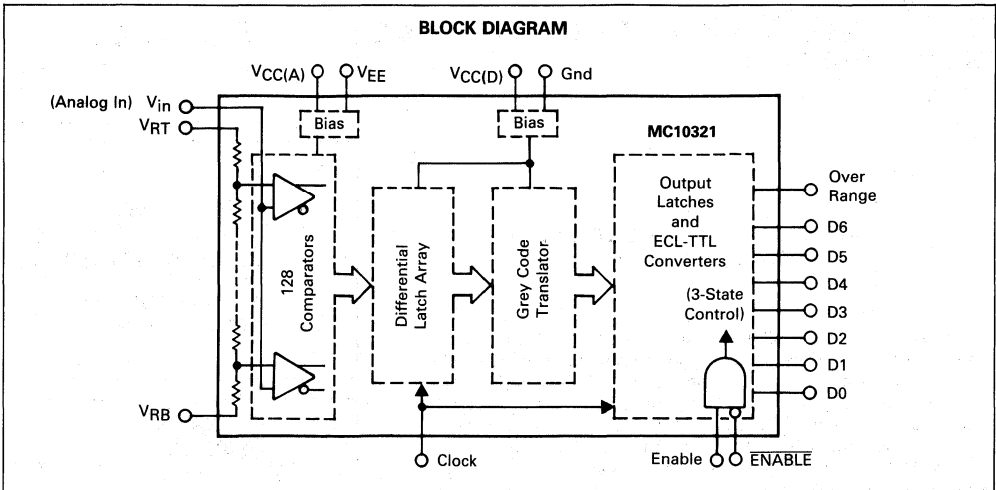 BLOCK DIAGRAM
VCC(A)
VEE
VCC(D)
Gnd
(Analog In) Vin
VRT
Bias
Bias
MC10321
128
Comparators
Differential
Latch Array
Grey Code
Translator
Output
Latches
and
ECL-TTL
Converters
(3-State
Control)
Over
Range
D6
D5
D4
D3
D2
D1
D0
VRB
Clock
Enable
ENABLE